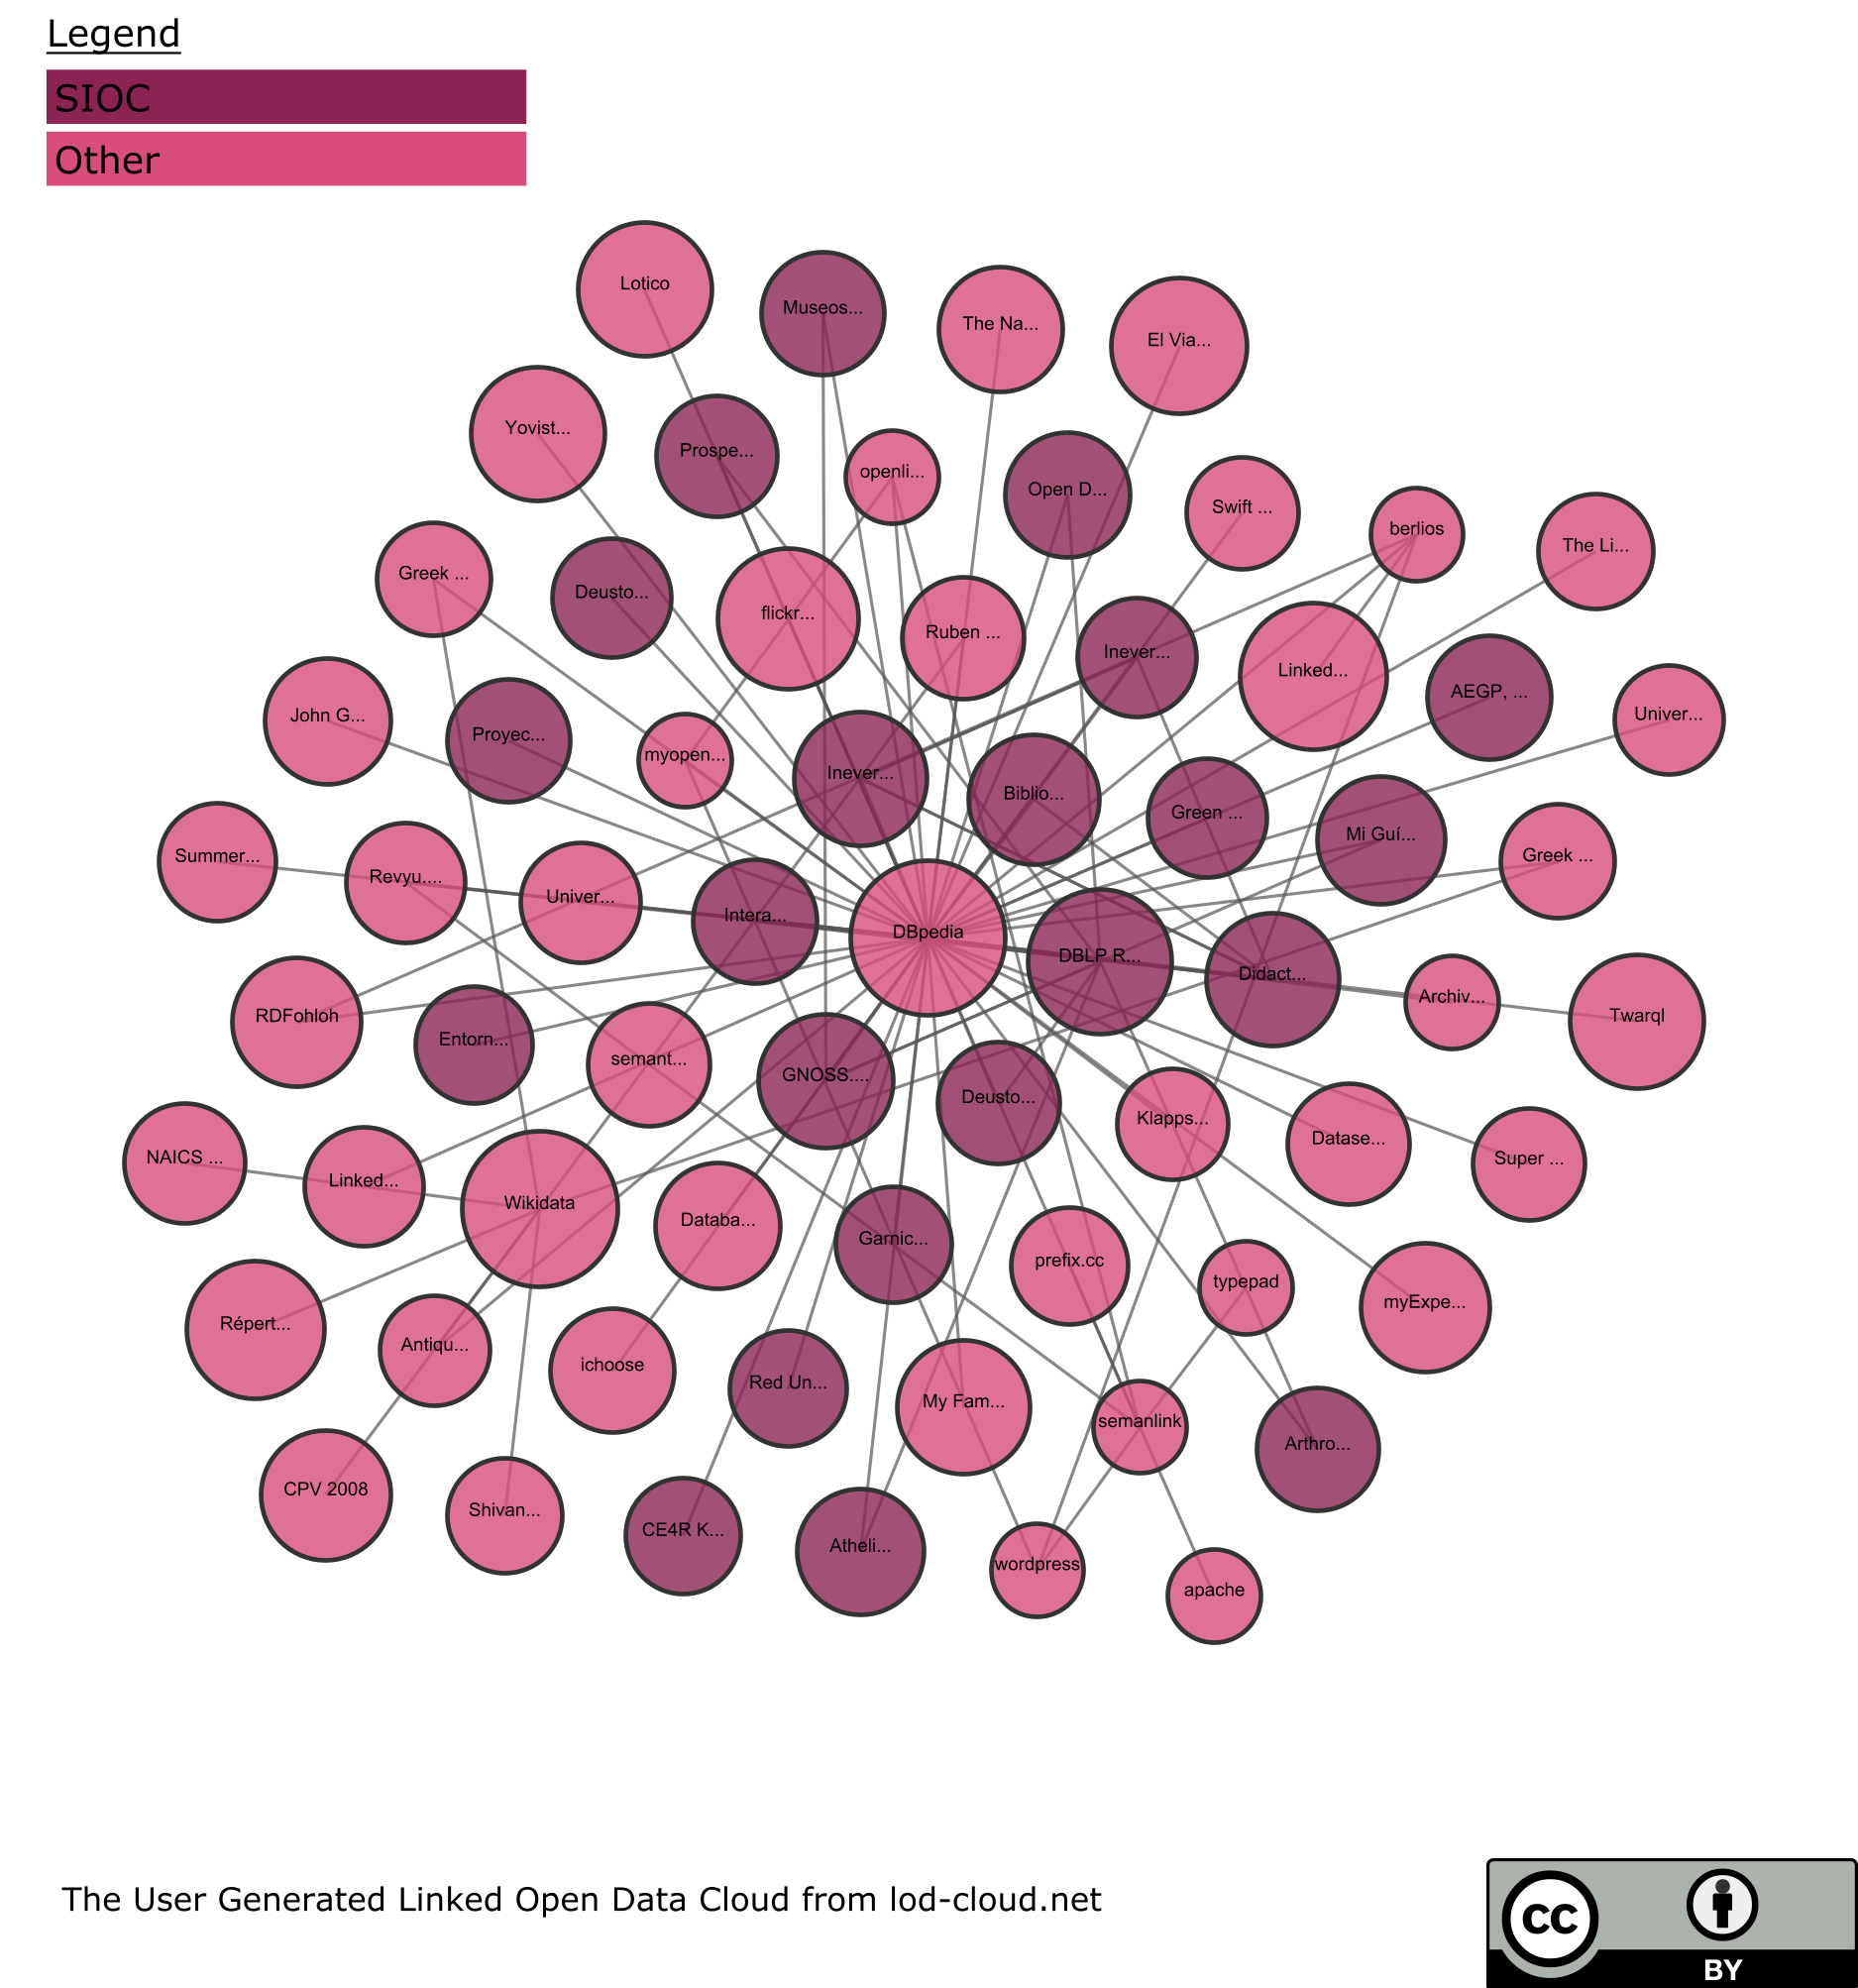 Legend
SIOC
Other
Lotico
Museos...
The Na...
El Via...
Yovist...
Prospe...
openli...
Open D...
Swift ...
berlios
The Li...
Greek ...
Deusto...
flickr...
Ruben ...
Inever...
Linked...
AEGP, ...
Univer...
John G...
Proyec...
myopen...
Inever...
Biblio...
Green ...
Mi Guí...
Greek ...
Summer...
Revyu....
Univer...
Intera...
DBpedia
DBLP R...
Didact...
Archiv...
Twarql
RDFohloh
Entorn...
semant...
GNOSS....
Deusto...
Klapps...
Datase...
Super ...
NAICS ...
Linked...
Wikidata
Databa...
Garnic...
prefix.cc
typepad
myExpe...
Répert...
Antiqu...
ichoose
Red Un...
My Fam...
semanlink
Arthro...
CPV 2008
Shivan...
CE4R K...
Atheli...
wordpress
apache
The User Generated Linked Open Data Cloud from lod-cloud.net
cc
BY